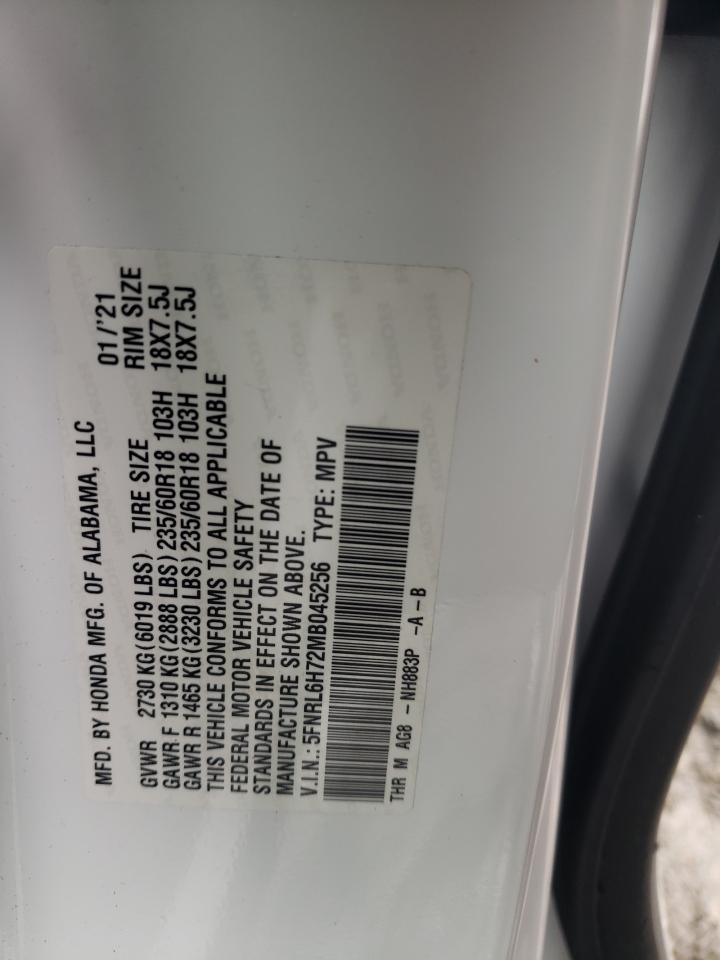 MFD. BY HONDA MFG. OF ALABAMA, LLC 01/'21
GVWR 2730 KG(6019 LBS) TIRE SIZE RIM SIZE
GAWR F 1310 KG(2888 LBS)235/60R18 103H 18X7.5J
GAWR R 1465 KG(3230 LBS)235/60R18 103H 18X7.5J
THIS VEHICLE CONFORMS TO ALL APPLICABLE
FEDERAL MOTOR VEHICLE SAFETY
STANDARDS IN EFFECT ON THE DATE OF
MANUFACTURE SHOWN ABOVE.
V.I.N.: 5FNRL6H72MB045256 TYPE: MPV
THR M AG8 - NH883P -A-B